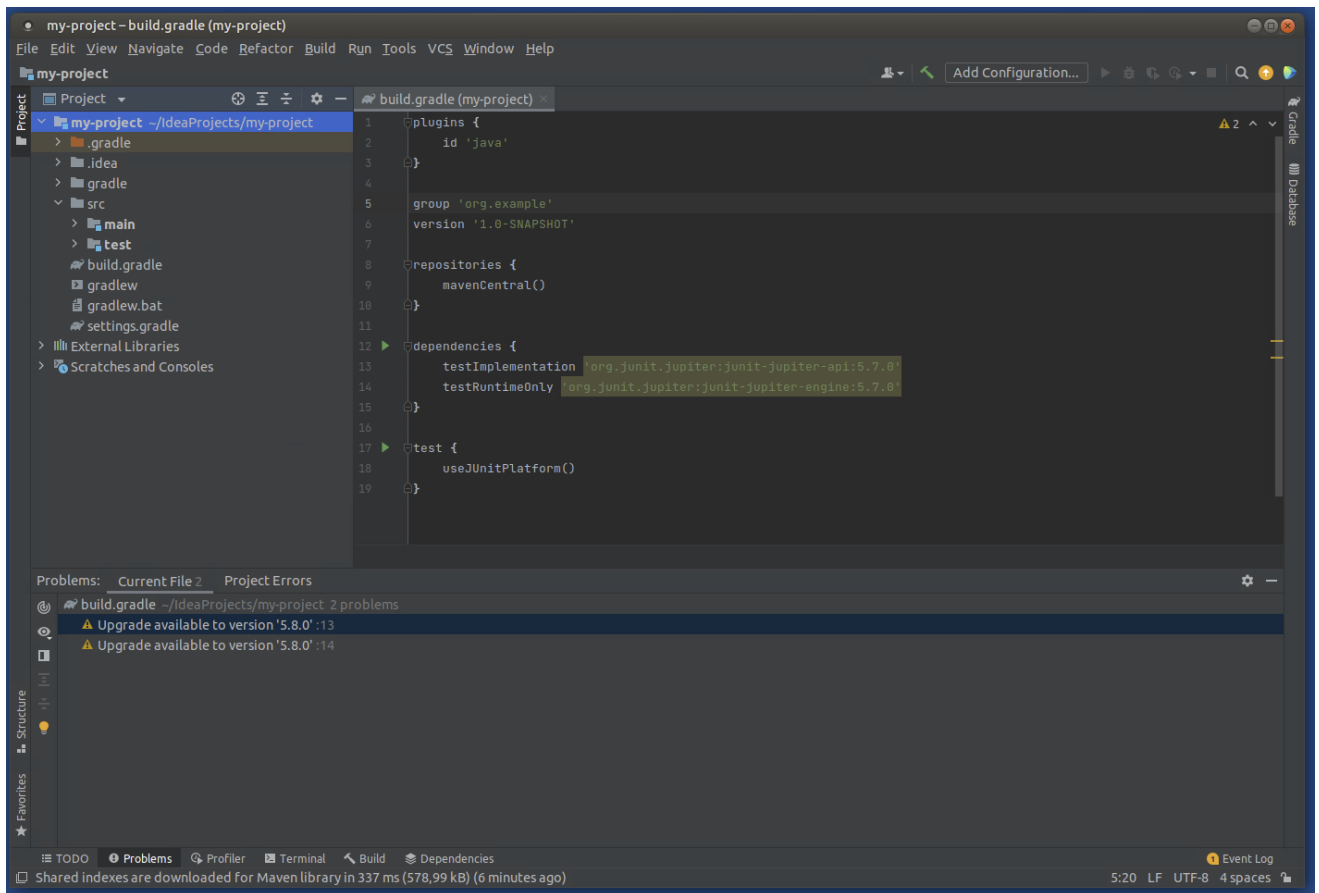 my-project – build.gradle (my-project)
File Edit View Navigate Code Refactor Build Run Tools VCS Window Help
my-project
Add Configuration...
Project
Project
build.gradle (my-project)
my-project ~/IdeaProjects/my-project
.gradle
.idea
gradle
src
main
test
build.gradle
gradlew
gradlew.bat
settings.gradle
External Libraries
Scratches and Consoles
1 plugins {
2 id 'java'
3 }
4
5 group 'org.example'
6 version '1.0-SNAPSHOT'
7
8 repositories {
9 mavenCentral()
10 }
11
12 dependencies {
13 testImplementation 'org.junit.jupiter:junit-jupiter-api:5.7.0'
14 testRuntimeOnly 'org.junit.jupiter:junit-jupiter-engine:5.7.0'
15 }
16
17 test {
18 useJUnitPlatform()
19 }
2
Gradle
Database
Problems: Current File 2 Project Errors
build.gradle ~/IdeaProjects/my-project 2 problems
Upgrade available to version '5.8.0' :13
Upgrade available to version '5.8.0' :14
Structure
Favorites
TODO Problems Profiler Terminal Build Dependencies
1 Event Log
Shared indexes are downloaded for Maven library in 337 ms (578,99 kB) (6 minutes ago)
5:20 LF UTF-8 4 spaces